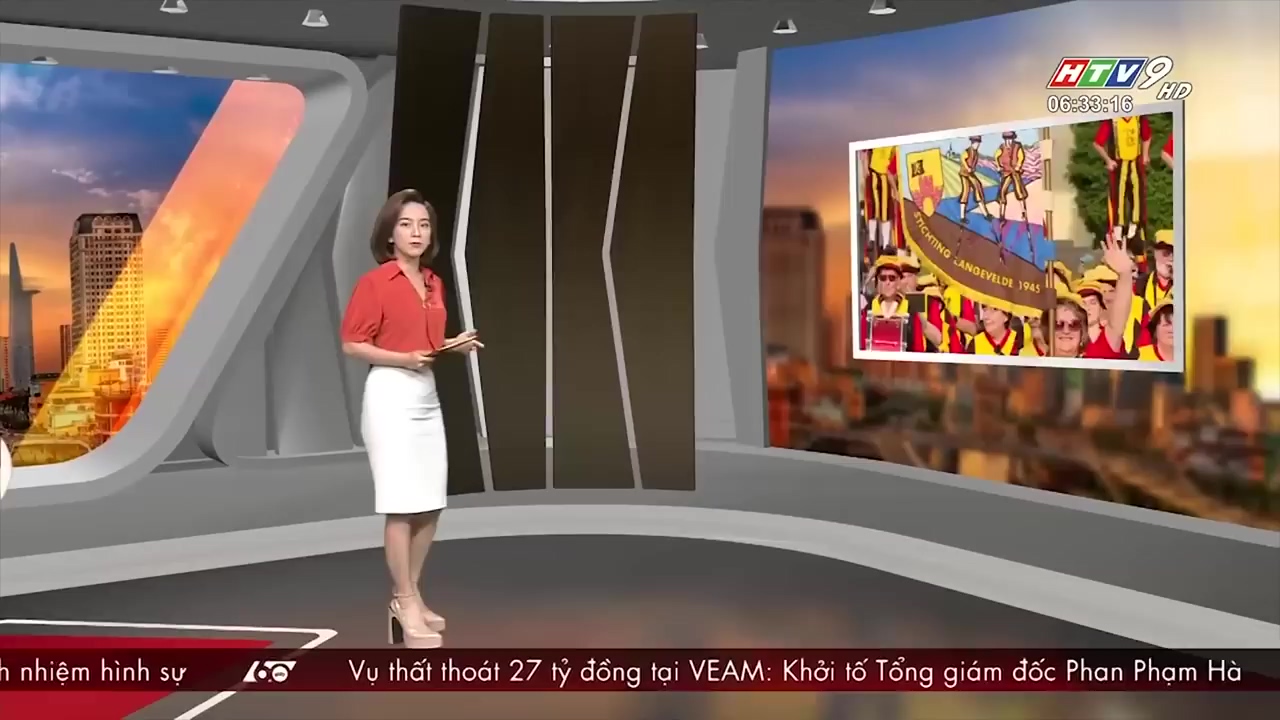 HTV9 HD
06:33:16
STICHTING LANGEVELDE 1945
h nhiệm hình sự 60 Vụ thất thoát 27 tỷ đồng tại VEAM: Khởi tố Tổng giám đốc Phan Phạm Hà